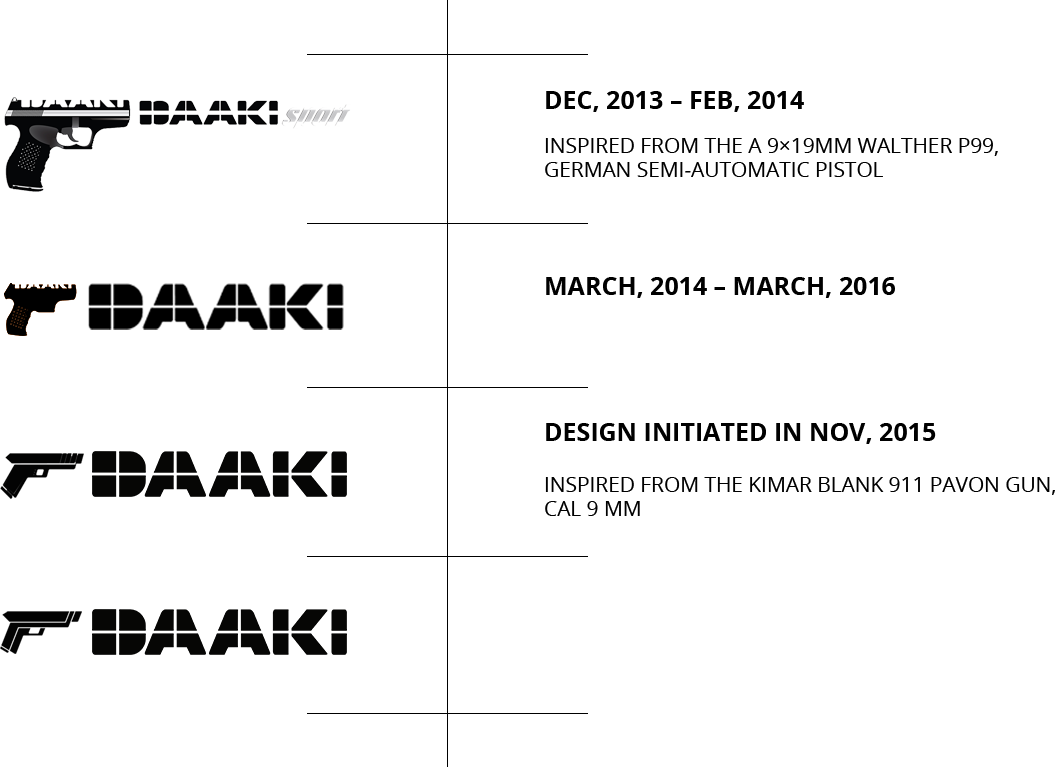 DAAKI DAAKI sport
DEC, 2013 – FEB, 2014
INSPIRED FROM THE A 9×19MM WALTHER P99,
GERMAN SEMI-AUTOMATIC PISTOL
DAAKI DAAKI
MARCH, 2014 – MARCH, 2016
DAAKI
DESIGN INITIATED IN NOV, 2015
INSPIRED FROM THE KIMAR BLANK 911 PAVON GUN,
CAL 9 MM
DAAKI